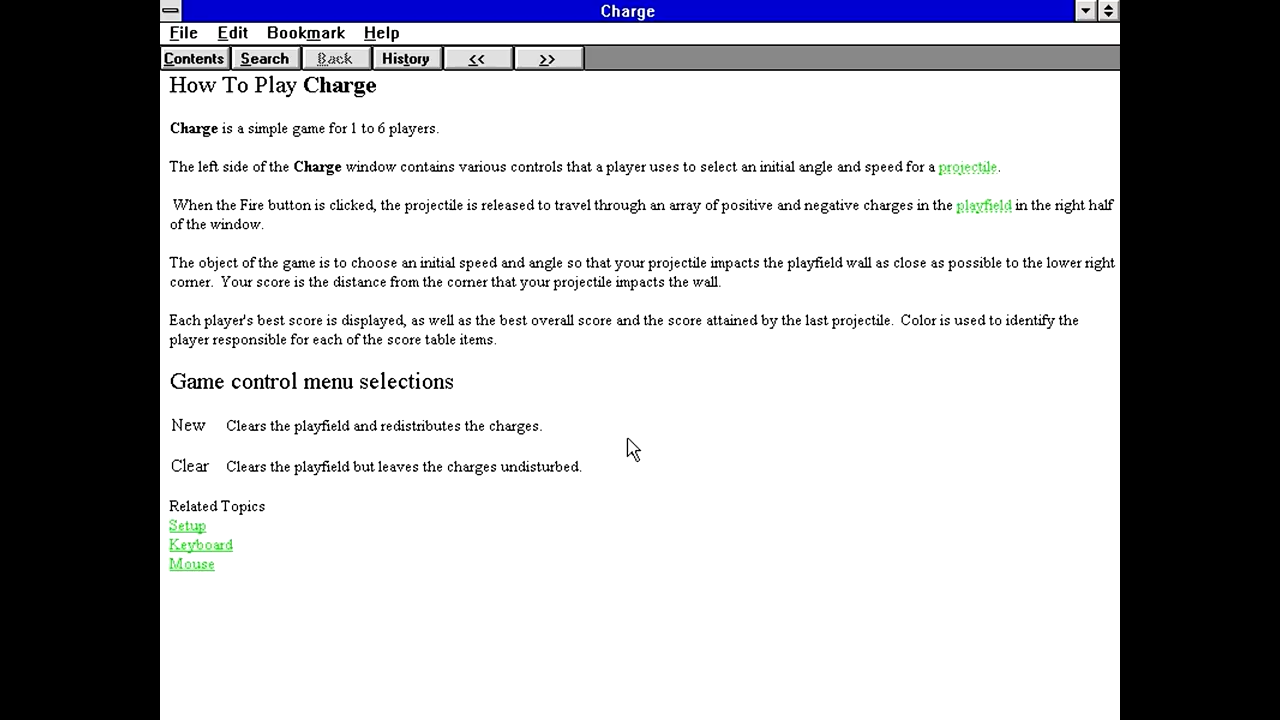 Charge
File Edit Bookmark Help
Contents Search Back History << >>
How To Play Charge
Charge is a simple game for 1 to 6 players.
The left side of the Charge window contains various controls that a player uses to select an initial angle and speed for a projectile.
When the Fire button is clicked, the projectile is released to travel through an array of positive and negative charges in the playfield in the right half
of the window.
The object of the game is to choose an initial speed and angle so that your projectile impacts the playfield wall as close as possible to the lower right
corner. Your score is the distance from the corner that your projectile impacts the wall.
Each player's best score is displayed, as well as the best overall score and the score attained by the last projectile. Color is used to identify the
player responsible for each of the score table items.
Game control menu selections
New Clears the playfield and redistributes the charges.
Clear Clears the playfield but leaves the charges undisturbed.
Related Topics
Setup
Keyboard
Mouse